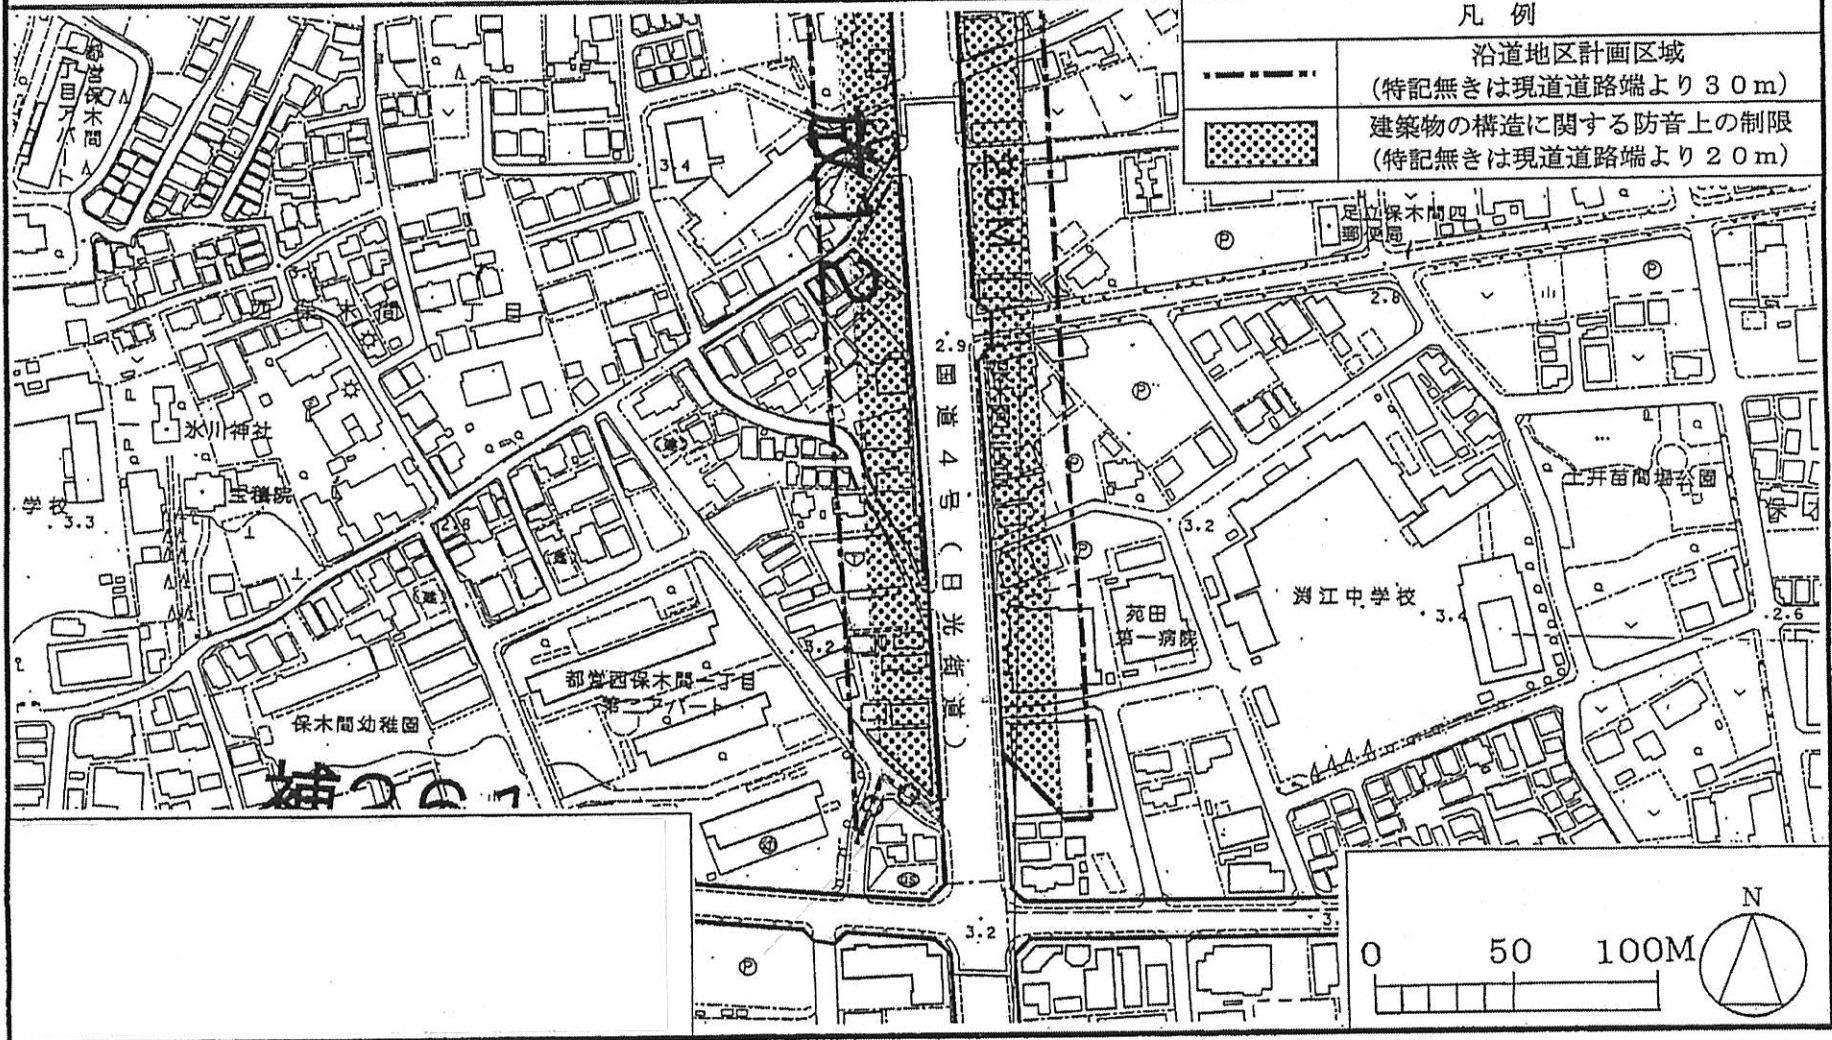 凡 例
沿道地区計画区域
(特記無きは現道道路端より30m)
建築物の構造に関する防音上の制限
(特記無きは現道道路端より20m)
都営保木間
丁目アパート
3.4
足立保木間四
郵便局
2.8
西保木間一丁目
2.9
国道4号(日光街道)
氷川神社
宝積院
学校
3.3
2.8
3.2
土井苗間堀公園
保木
渕江中学校
3.4
2.6
苑田
第一病院
3.2
都営西保木間一丁目
第二アパート
保木間幼稚園
補261
3.2
3.
0 50 100M
N